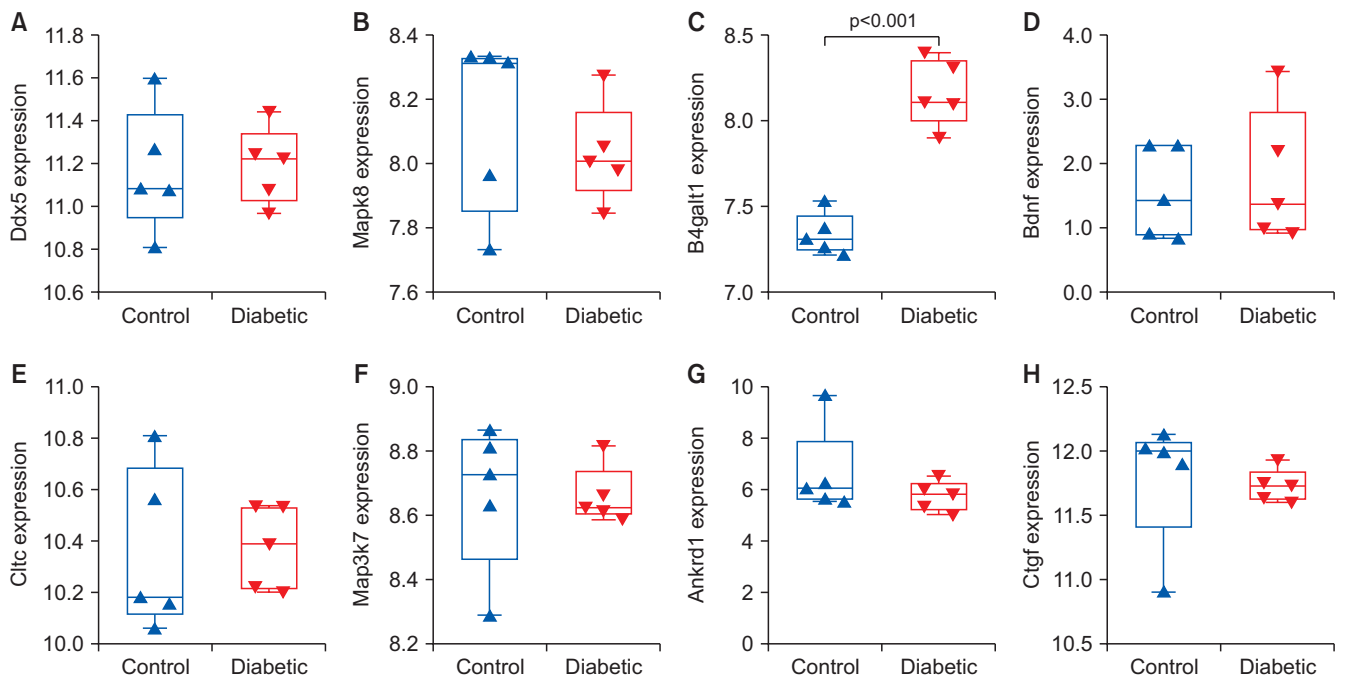 A
Ddx5 expression
11.8
11.6
11.4
11.2
11.0
10.8
10.6
Control Diabetic
B
Mapk8 expression
8.4
8.2
8.0
7.8
7.6
Control Diabetic
C
B4galt1 expression
p<0.001
8.5
8.0
7.5
7.0
Control Diabetic
D
Bdnf expression
4.0
3.0
2.0
1.0
0.0
Control Diabetic
E
Cltc expression
11.0
10.8
10.6
10.4
10.2
10.0
Control Diabetic
F
Map3k7 expression
9.0
8.8
8.6
8.4
8.2
Control Diabetic
G
Ankrd1 expression
10
8
6
4
2
0
Control Diabetic
H
Ctgf expression
12.5
12.0
11.5
11.0
10.5
Control Diabetic